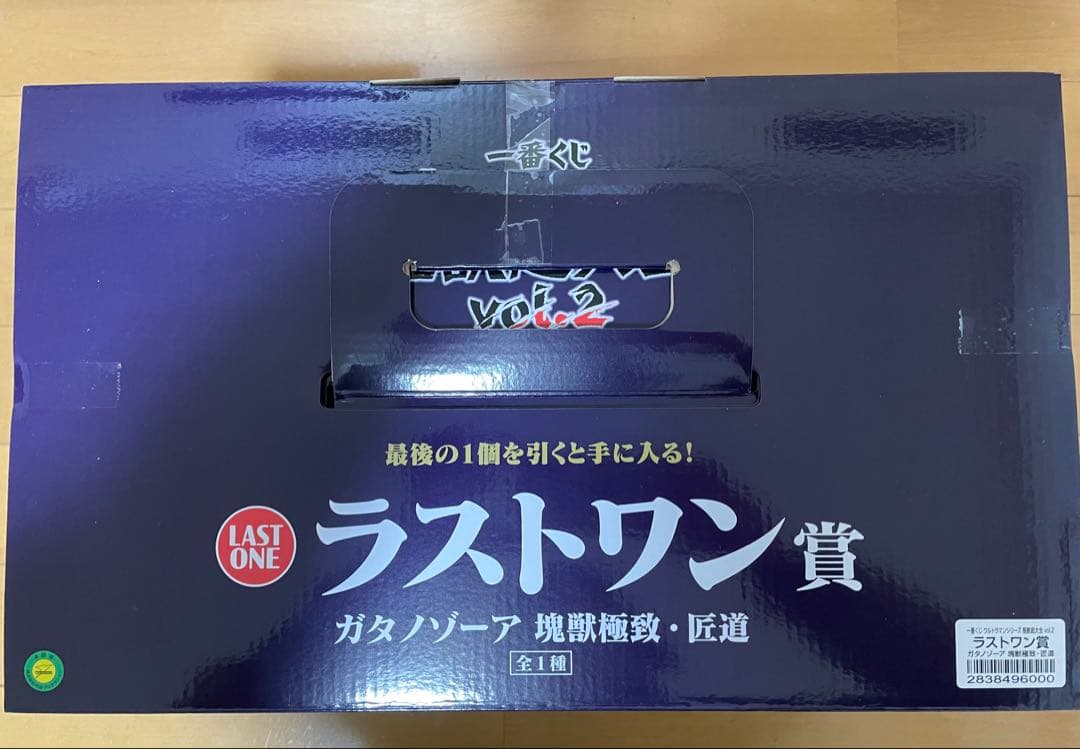 一番くじ
vol.2
最後の1個を引くと手に入る!
LAST
ONE
ラストワン賞
ガタノゾーア 塊獣極致・匠道
全1種
ラストワン賞
ガタノゾーア 塊獣極致・匠道
2838496000